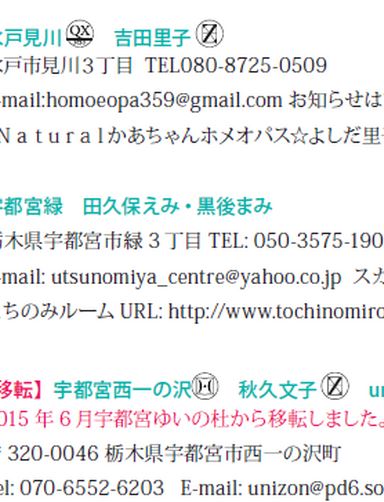 水戸見川 QX 吉田里子 Z
水戸市見川3丁目 TEL080-8725-0509
-mail:homoeopa359@gmail.com お知らせは
Naturalかあちゃんホメオパス☆よしだ里子
宇都宮緑 田久保えみ・黒後まみ
栃木県宇都宮市緑3丁目 TEL: 050-3575-190
-mail: utsunomiya_centre@yahoo.co.jp スカ
とちのみルーム URL: http://www.tochinomiro
移転】宇都宮西一の沢 秋久文子 Z un
015年6月宇都宮ゆいの杜から移転しました。
〒320-0046 栃木県宇都宮市西一の沢町
el: 070-6552-6203 E-mail: unizon@pd6.so